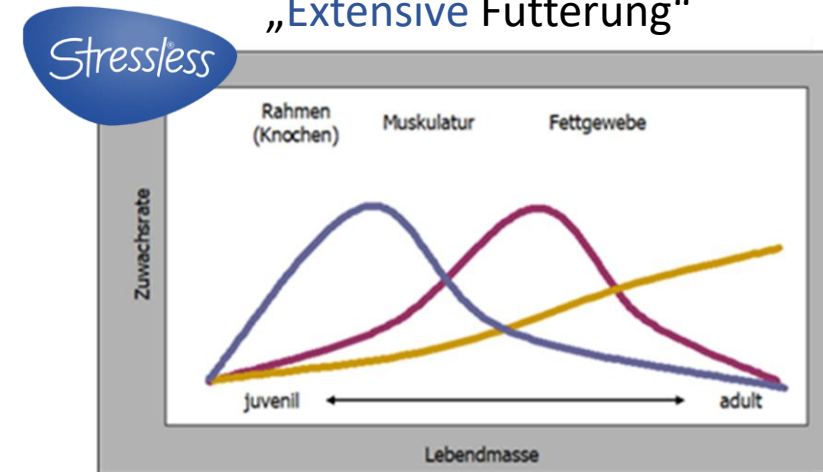 „Extensive Fütterung“
Stressless
Rahmen
(Knochen)
Muskulatur
Fettgewebe
Zuwachsrate
juvenil
adult
Lebendmasse